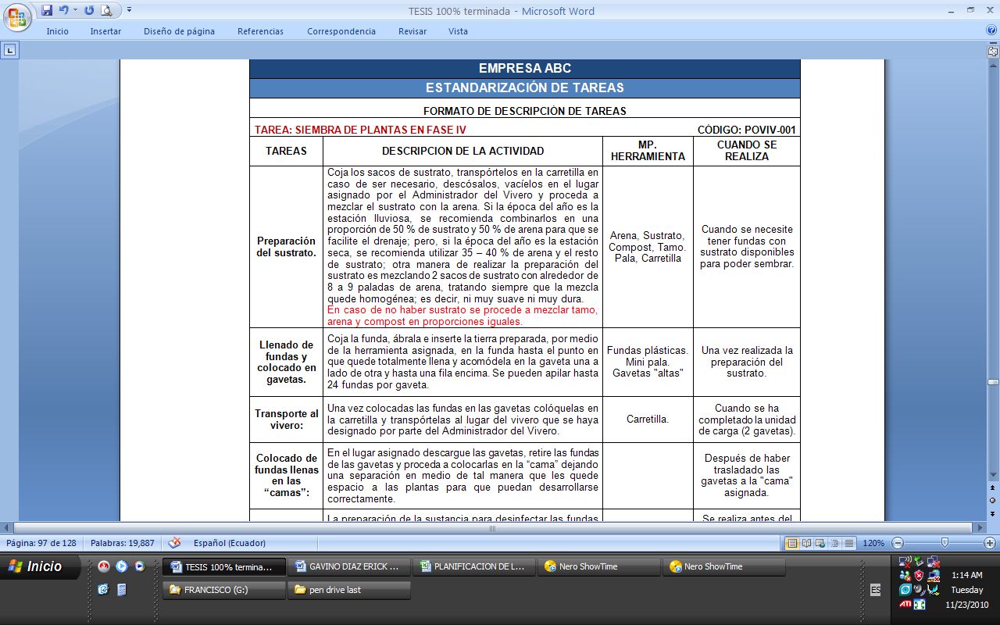 TESIS 100% terminada - Microsoft Word
Inicio Insertar Diseño de página Referencias Correspondencia Revisar Vista
EMPRESA ABC
ESTANDARIZACIÓN DE TAREAS
FORMATO DE DESCRIPCIÓN DE TAREAS
TAREA: SIEMBRA DE PLANTAS EN FASE IV CÓDIGO: POVIV-001
TAREAS
DESCRIPCION DE LA ACTIVIDAD
MP.
HERRAMIENTA
CUANDO SE
REALIZA
Preparación
del sustrato.
Coja los sacos de sustrato, transpórtelos en la carretilla en
caso de ser necesario, descósalos, vacíelos en el lugar
asignado por el Administrador del Vivero y proceda a
mezclar el sustrato con la arena. Si la época del año es la
estación lluviosa, se recomienda combinarlos en una
proporción de 50 % de sustrato y 50 % de arena para que se
facilite el drenaje; pero, si la época del año es la estación
seca, se recomienda utilizar 35 – 40 % de arena y el resto
de sustrato; otra manera de realizar la preparación del
sustrato es mezclando 2 sacos de sustrato con alrededor de
8 a 9 paladas de arena, tratando siempre que la mezcla
quede homogénea; es decir, ni muy suave ni muy dura.
En caso de no haber sustrato se procede a mezclar tamo,
arena y compost en proporciones iguales.
Arena, Sustrato,
Compost, Tamo.
Pala, Carretilla
Cuando se necesite
tener fundas con
sustrato disponibles
para poder sembrar.
Llenado de
fundas y
colocado en
gavetas.
Coja la funda, ábrala e inserte la tierra preparada, por medio
de la herramienta asignada, en la funda hasta el punto en
que quede totalmente llena y acomódela en la gaveta una a
lado de otra y hasta una fila encima. Se pueden apilar hasta
24 fundas por gaveta.
Fundas plásticas.
Mini pala.
Gavetas "altas"
Una vez realizada la
preparación del
sustrato.
Transporte al
vivero:
Una vez colocadas las fundas en las gavetas colóquelas en
la carretilla y transpórtelas al lugar del vivero que se haya
designado por parte del Administrador del Vivero.
Carretilla.
Cuando se ha
completado la unidad
de carga (2 gavetas).
Colocado de
fundas llenas
en las
“camas”:
En el lugar asignado descargue las gavetas, retire las fundas
de las gavetas y proceda a colocarlas en la “cama” dejando
una separación en medio de tal manera que les quede
espacio a las plantas para que puedan desarrollarse
correctamente.
Después de haber
trasladado las
gavetas a la "cama"
asignada.
La preparación de la sustancia para desinfectar las fundas
Se realiza antes del
Página: 97 de 128 Palabras: 19,887 Español (Ecuador) 120%
Inicio
TESIS 100% termina... GAVINO DIAZ ERICK ... PLANIFICACION DE L... Nero ShowTime Nero ShowTime
FRANCISCO (G:) pen drive last
ES
ATI
1:14 AM
Tuesday
11/23/2010